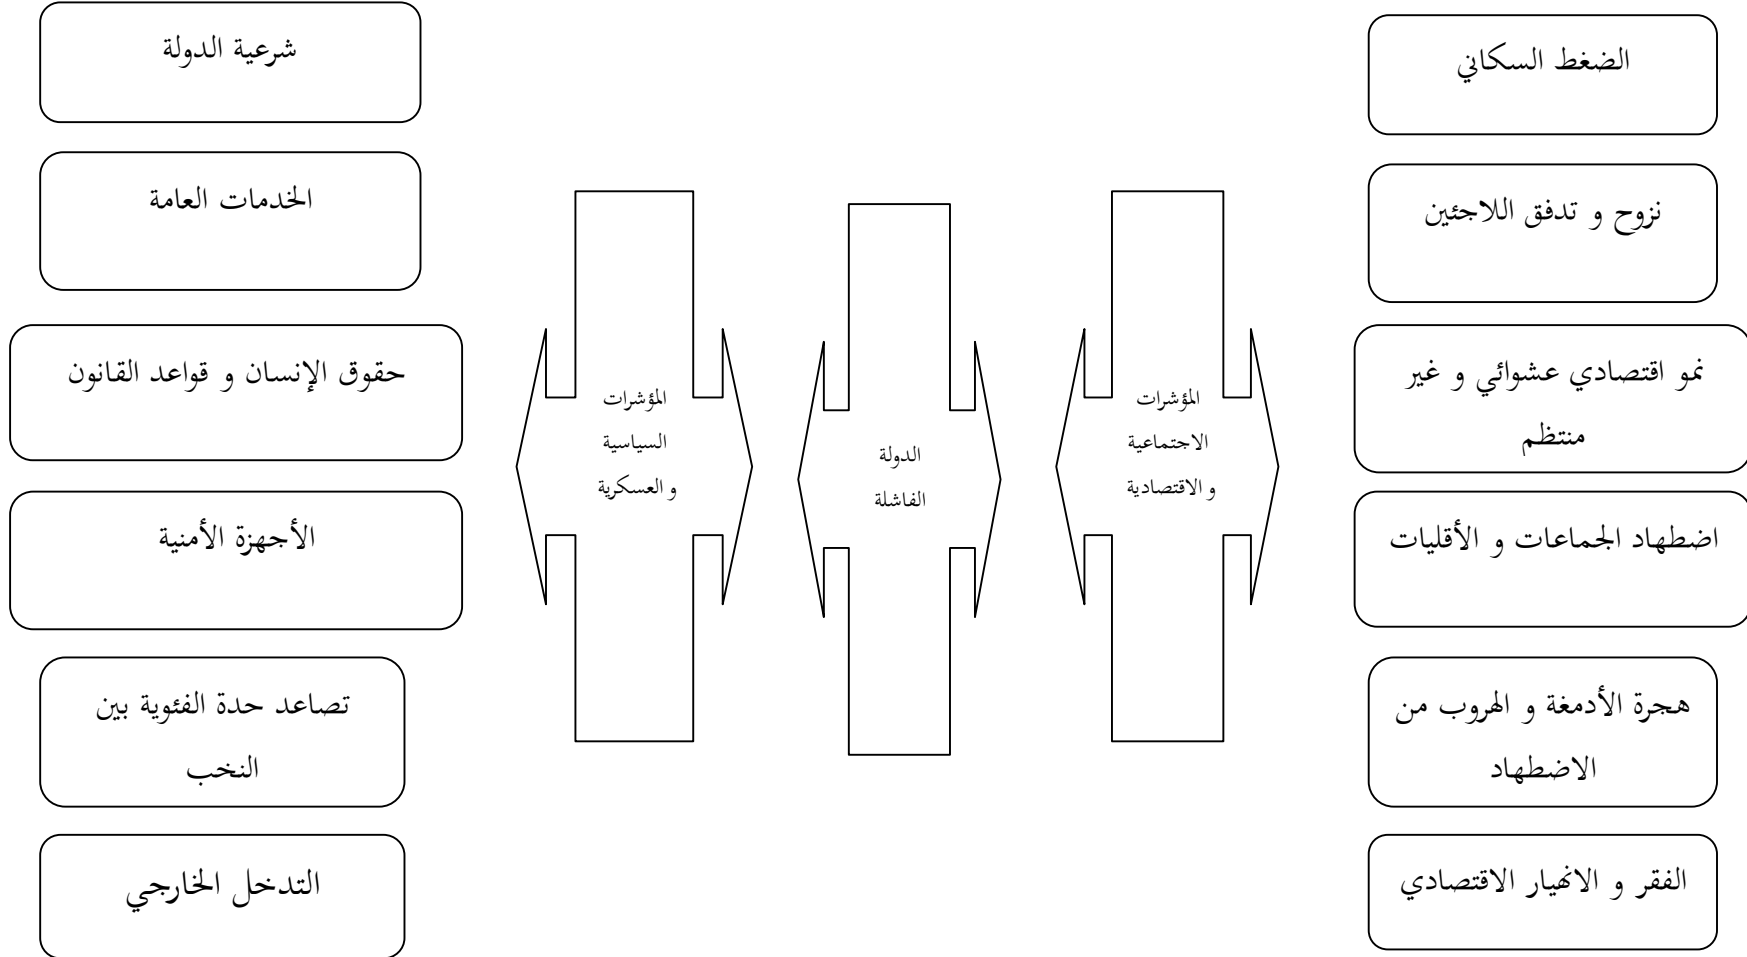 الضغط السكاني
نزوح و تدفق اللاجئين
نمو اقتصادي عشوائي و غير
منتظم
اضطهاد الجماعات و الأقليات
هجرة الأدمغة و الهروب من
الاضطهاد
الفقر و الانهيار الاقتصادي
المؤشرات
الاجتماعية
و الاقتصادية
الدولة
الفاشلة
المؤشرات
السياسية
و العسكرية
شرعية الدولة
الخدمات العامة
حقوق الإنسان و قواعد القانون
الأجهزة الأمنية
تصاعد حدة الفئوية بين
النخب
التدخل الخارجي